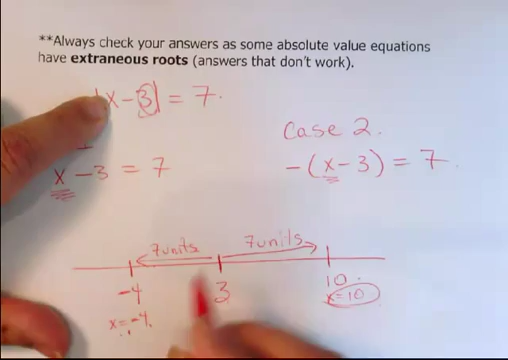 **Always check your answers as some absolute value equations
have extraneous roots (answers that don't work).
|x - 3| = 7.
Case 2.
x - 3 = 7
-(x - 3) = 7.
7units 7units
-4 3 10.
x = -4. x = 10